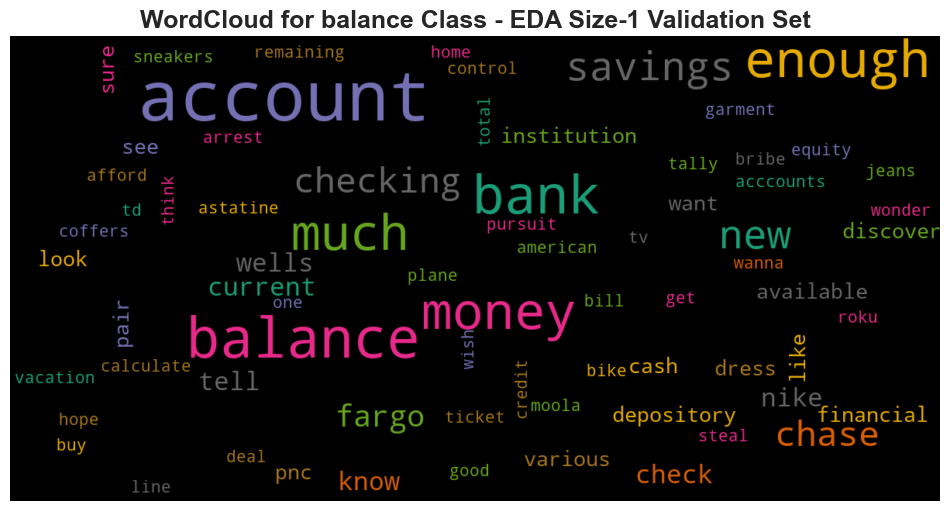 WordCloud for balance Class - EDA Size-1 Validation Set
sure
sneakers
remaining
home
control
savings
enough
account
total
garment
arrest
institution
see
tally
bribe
equity
jeans
afford
think
checking
bank
acccounts
td
astatine
want
wonder
coffers
much
pursuit
american
tv
new
discover
look
wells
plane
wanna
current
one
bill
get
available
pair
balance
money
wish
roku
vacation
calculate
tell
credit
bike
cash
dress
like
hope
fargo
ticket
moola
depository
nike
financial
buy
steal
chase
deal
pnc
know
good
various
check
line